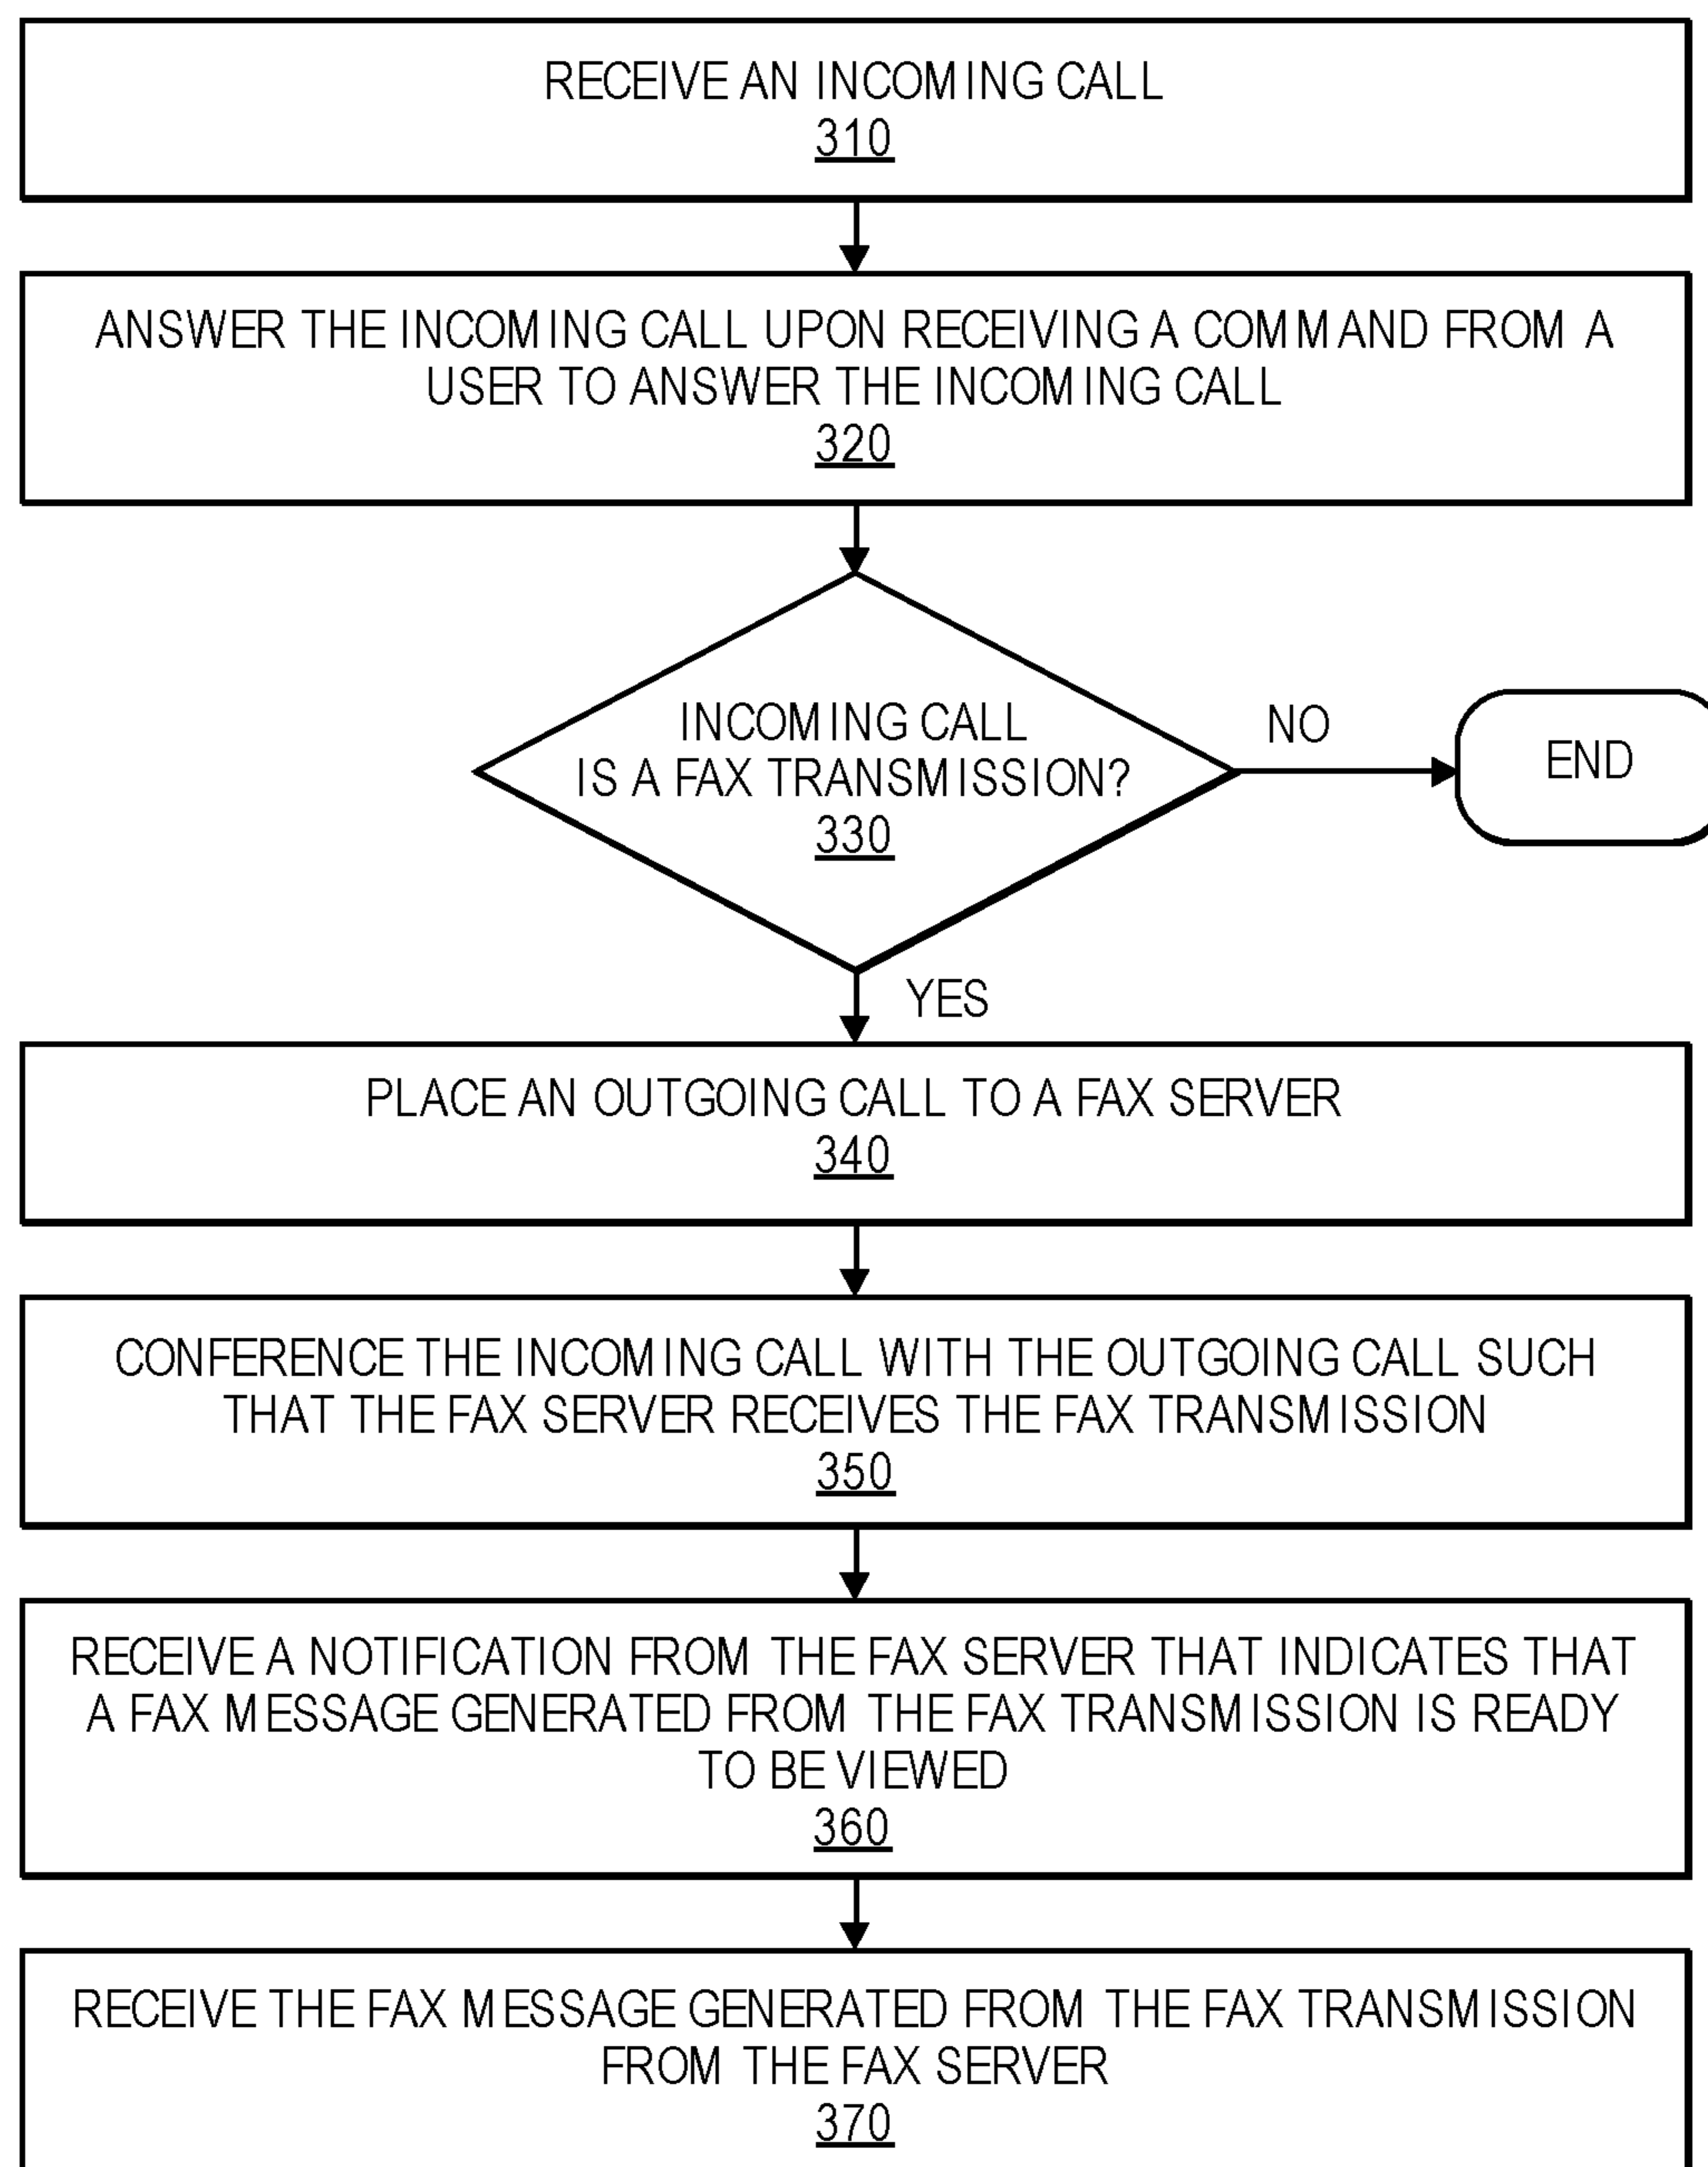 RECEIVE AN INCOMING CALL
310
ANSWER THE INCOMING CALL UPON RECEIVING A COMMAND FROM A
USER TO ANSWER THE INCOMING CALL
320
INCOMING CALL
IS A FAX TRANSMISSION?
330
NO
END
YES
PLACE AN OUTGOING CALL TO A FAX SERVER
340
CONFERENCE THE INCOMING CALL WITH THE OUTGOING CALL SUCH
THAT THE FAX SERVER RECEIVES THE FAX TRANSMISSION
350
RECEIVE A NOTIFICATION FROM THE FAX SERVER THAT INDICATES THAT
A FAX MESSAGE GENERATED FROM THE FAX TRANSMISSION IS READY
TO BE VIEWED
360
RECEIVE THE FAX MESSAGE GENERATED FROM THE FAX TRANSMISSION
FROM THE FAX SERVER
370